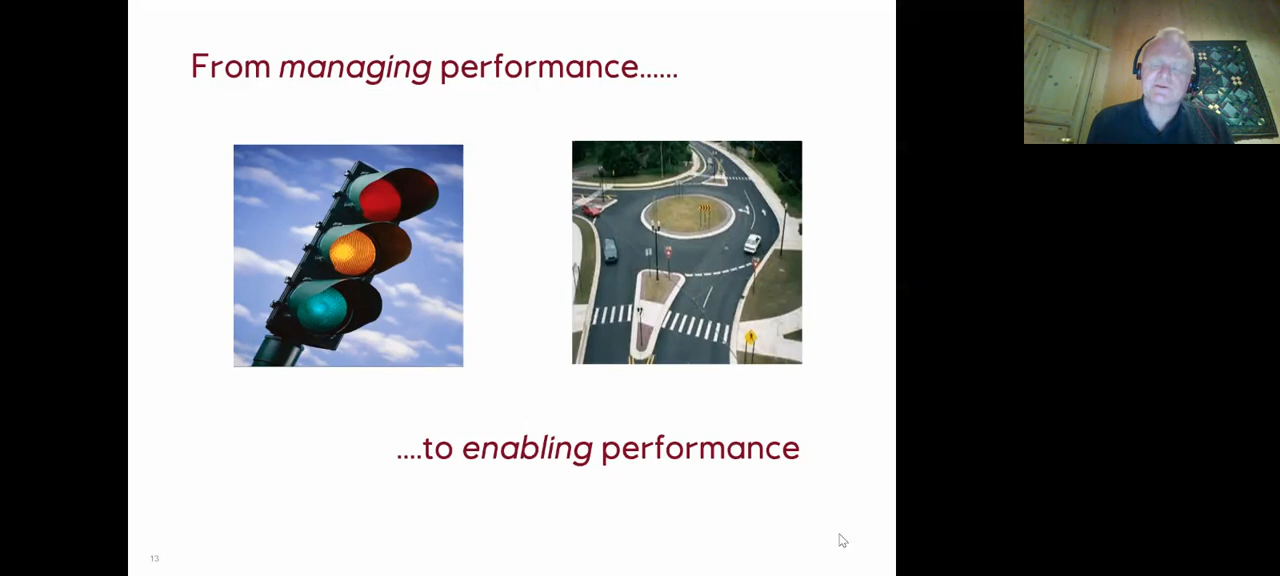 From managing performance......
....to enabling performance
13